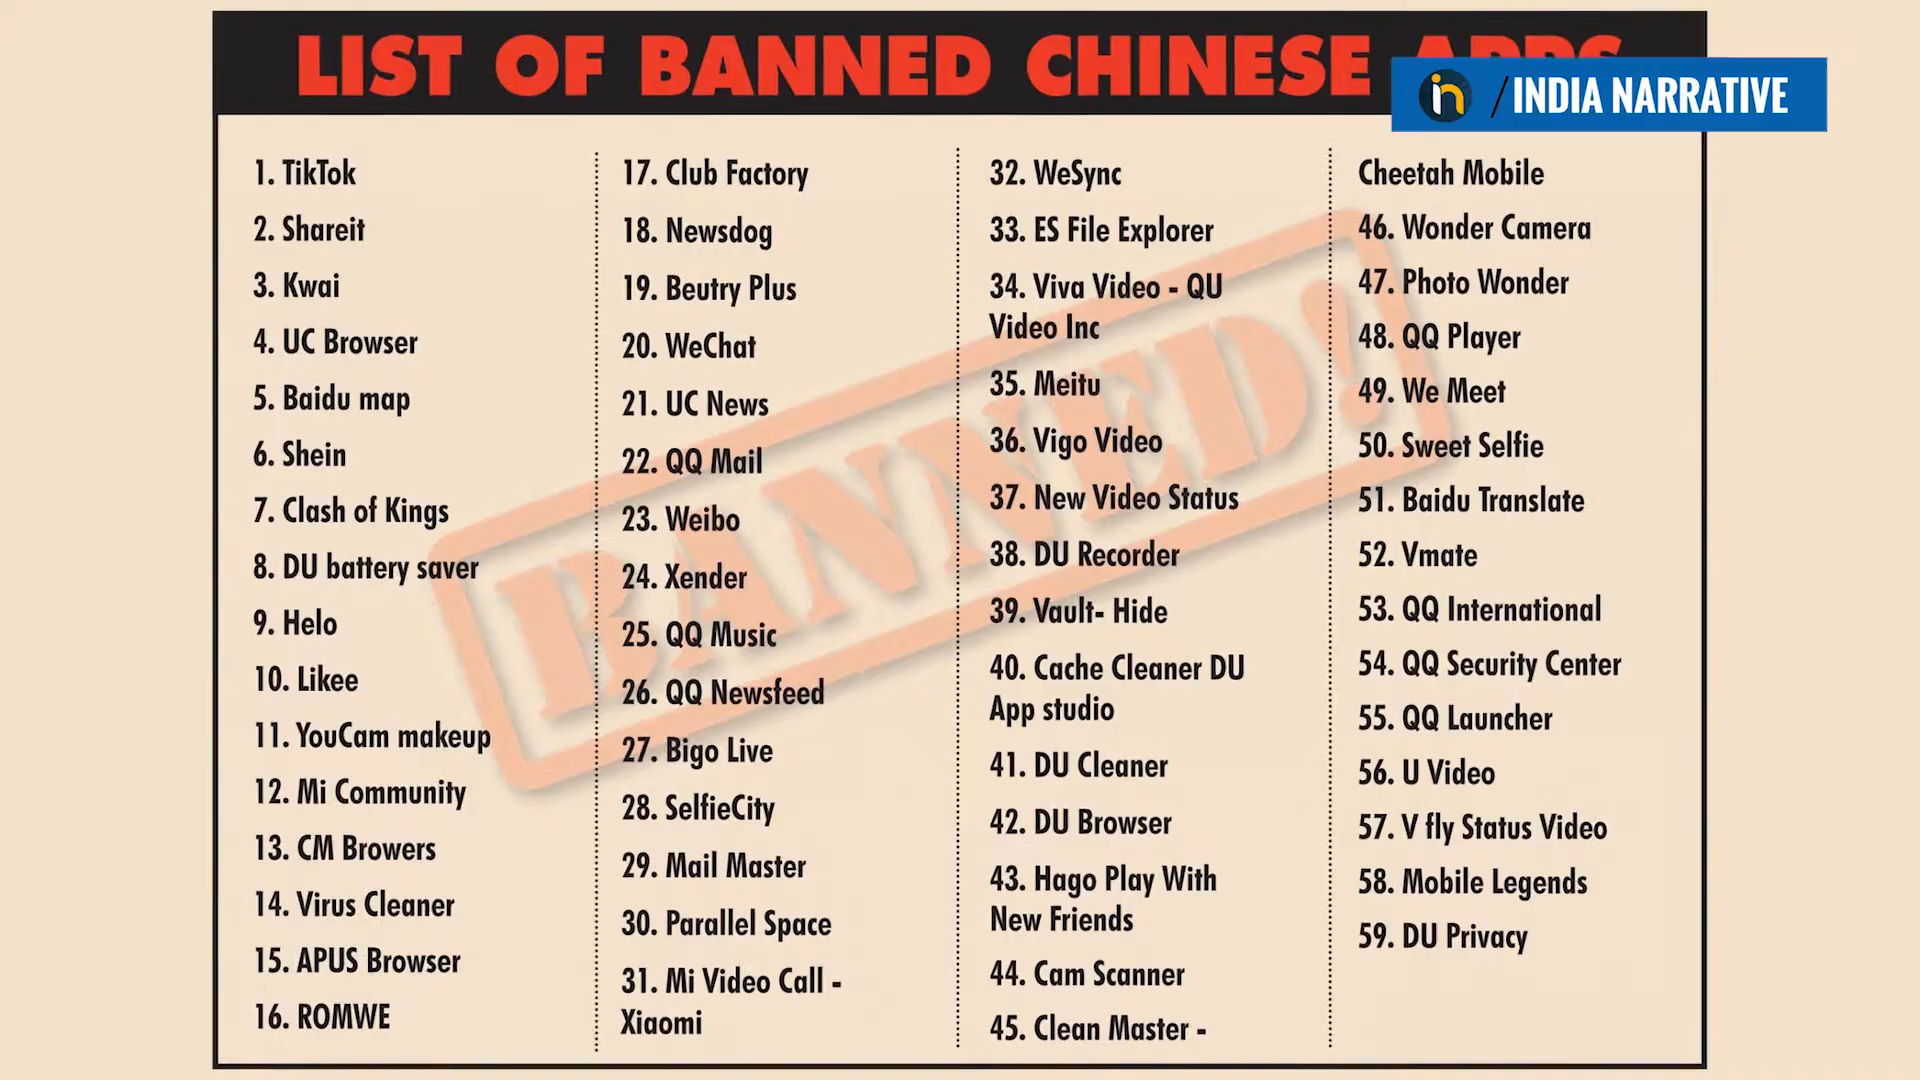 LIST OF BANNED CHINESE APPS
/INDIA NARRATIVE
1. TikTok
2. Shareit
3. Kwai
4. UC Browser
5. Baidu map
6. Shein
7. Clash of Kings
8. DU battery saver
9. Helo
10. Likee
11. YouCam makeup
12. Mi Community
13. CM Browers
14. Virus Cleaner
15. APUS Browser
16. ROMWE
17. Club Factory
18. Newsdog
19. Beutry Plus
20. WeChat
21. UC News
22. QQ Mail
23. Weibo
24. Xender
25. QQ Music
26. QQ Newsfeed
27. Bigo Live
28. SelfieCity
29. Mail Master
30. Parallel Space
31. Mi Video Call -
Xiaomi
32. WeSync
33. ES File Explorer
34. Viva Video - QU
Video Inc
35. Meitu
36. Vigo Video
37. New Video Status
38. DU Recorder
39. Vault- Hide
40. Cache Cleaner DU
App studio
41. DU Cleaner
42. DU Browser
43. Hago Play With
New Friends
44. Cam Scanner
45. Clean Master -
Cheetah Mobile
46. Wonder Camera
47. Photo Wonder
48. QQ Player
49. We Meet
50. Sweet Selfie
51. Baidu Translate
52. Vmate
53. QQ International
54. QQ Security Center
55. QQ Launcher
56. U Video
57. V fly Status Video
58. Mobile Legends
59. DU Privacy
BANNED!